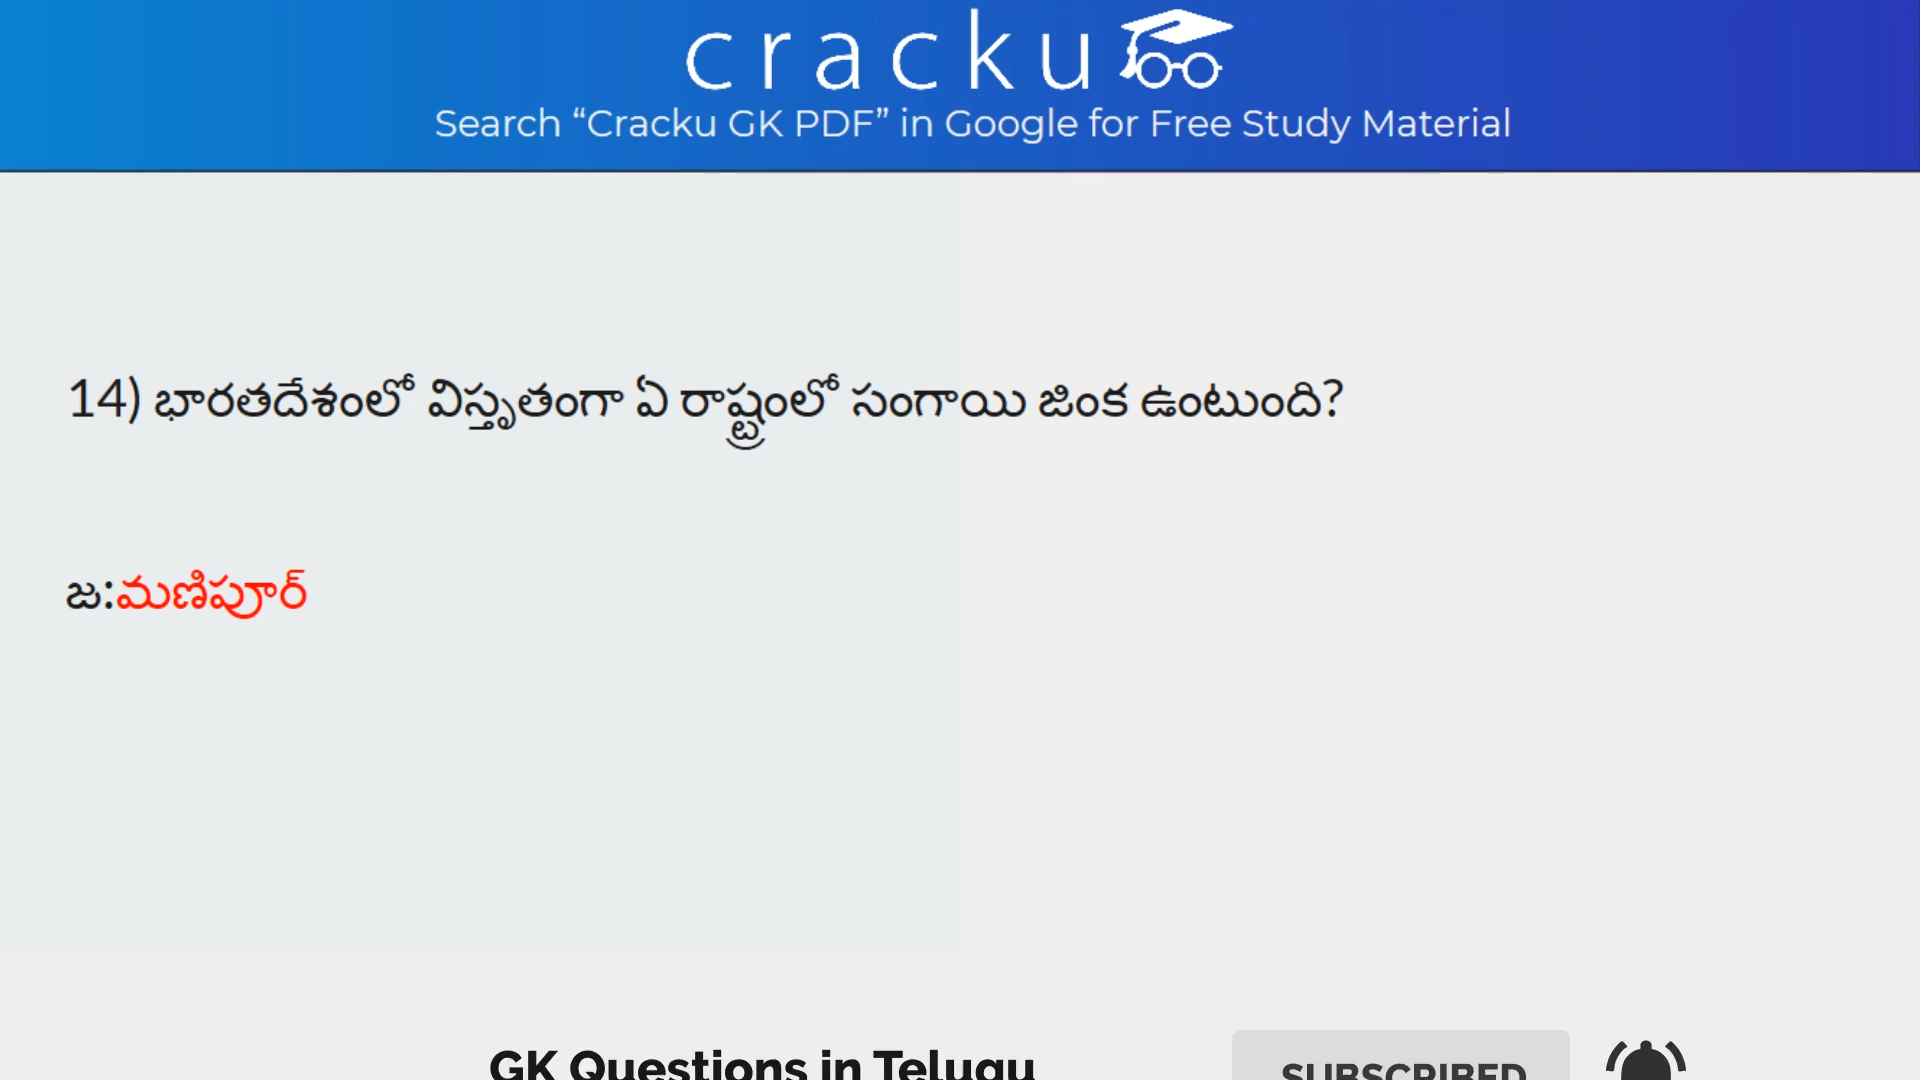 cracku
Search “Cracku GK PDF” in Google for Free Study Material
14) భారతదేశంలో విస్తృతంగా ఏ రాష్ట్రంలో సంగాయి జింక ఉంటుంది?
జ:మణిపూర్
GK Questions in Telugu
SUBSCRIBED